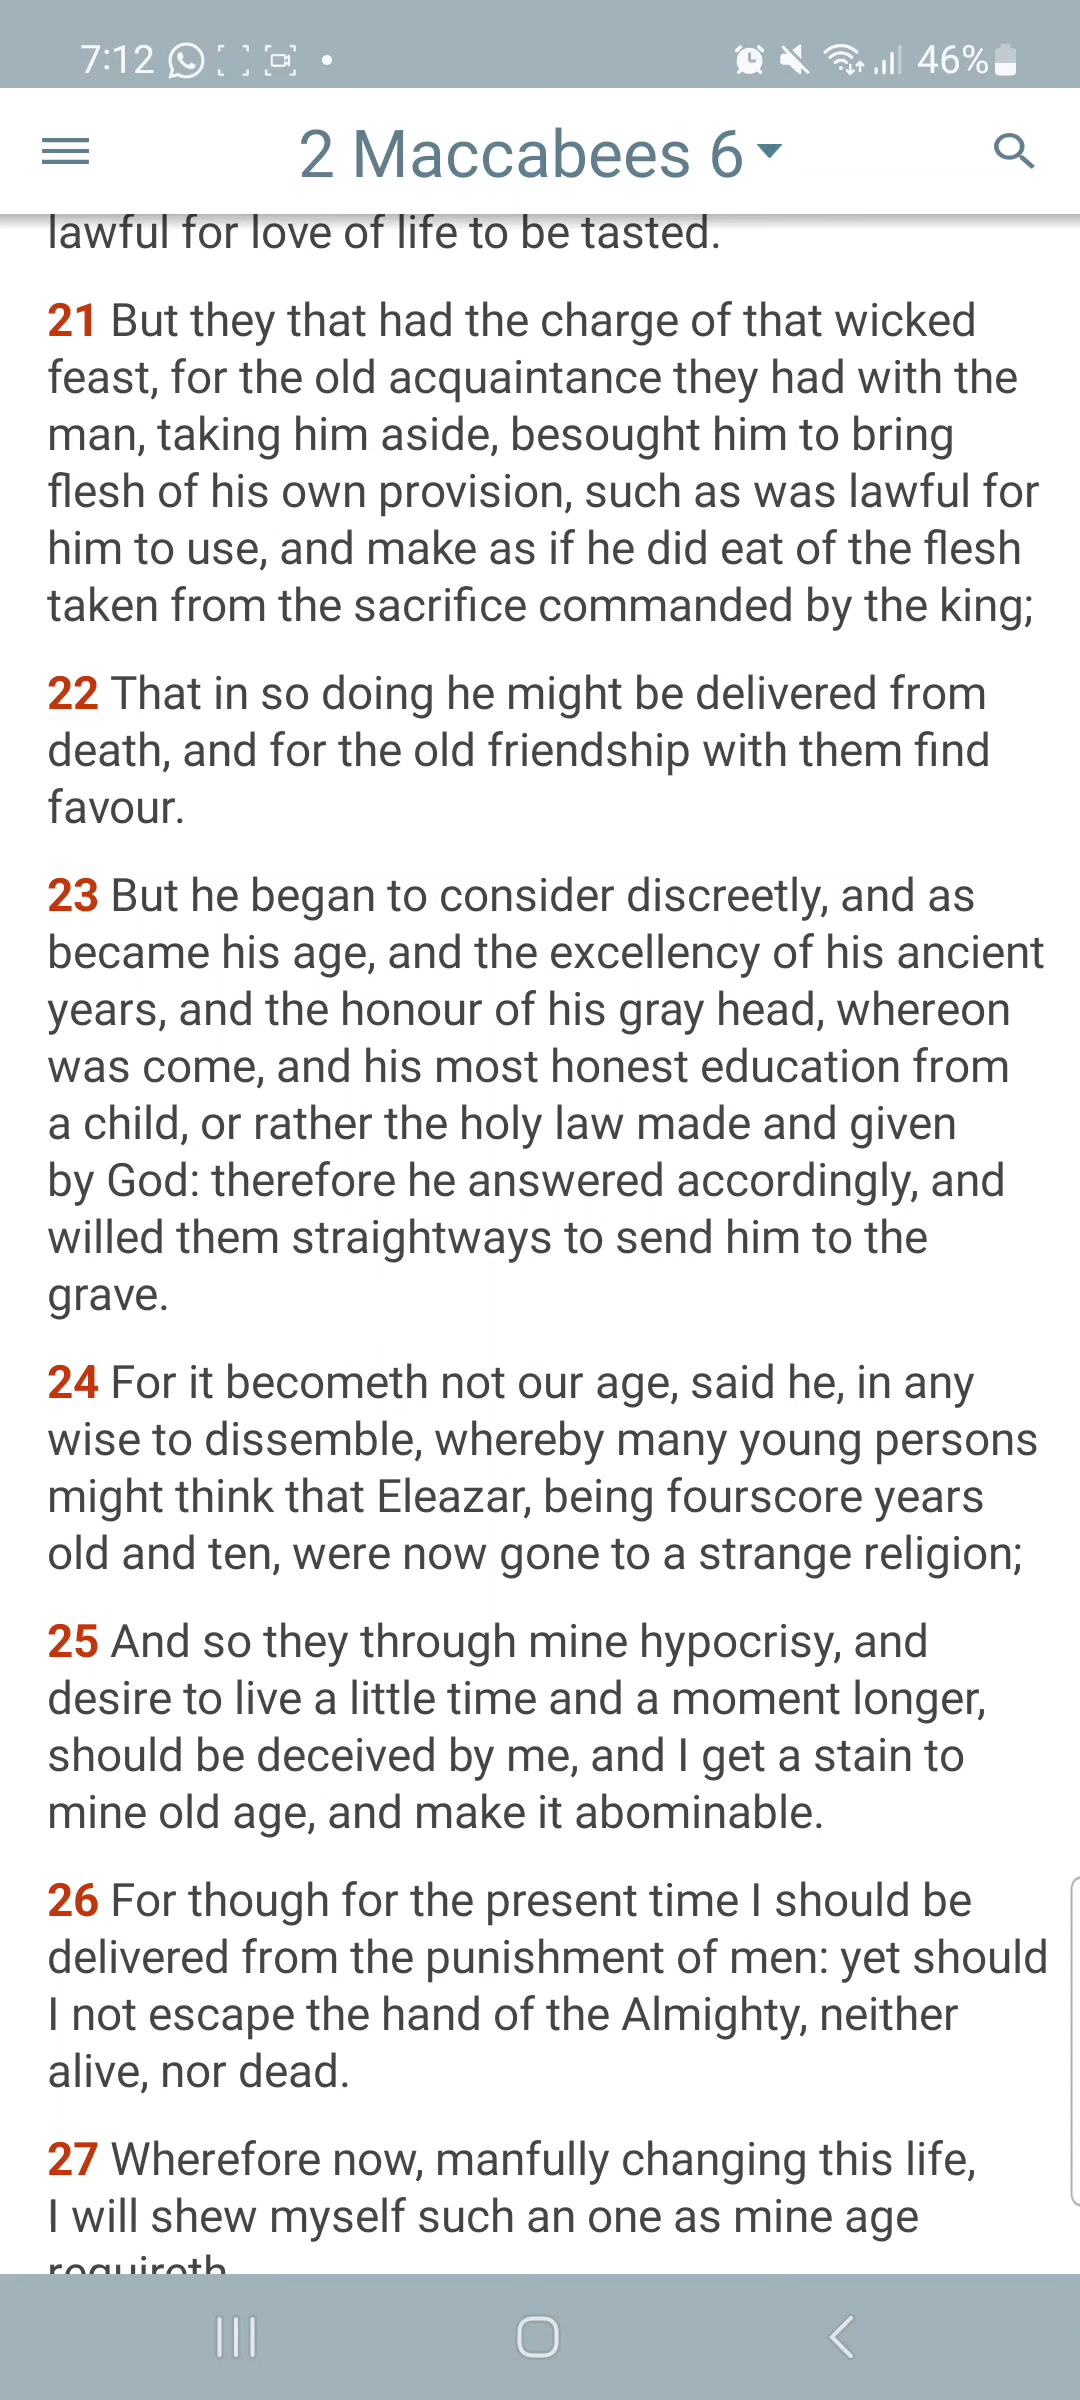 7:12
46%
2 Maccabees 6
lawful for love of life to be tasted.
21 But they that had the charge of that wicked
feast, for the old acquaintance they had with the
man, taking him aside, besought him to bring
flesh of his own provision, such as was lawful for
him to use, and make as if he did eat of the flesh
taken from the sacrifice commanded by the king;
22 That in so doing he might be delivered from
death, and for the old friendship with them find
favour.
23 But he began to consider discreetly, and as
became his age, and the excellency of his ancient
years, and the honour of his gray head, whereon
was come, and his most honest education from
a child, or rather the holy law made and given
by God: therefore he answered accordingly, and
willed them straightways to send him to the
grave.
24 For it becometh not our age, said he, in any
wise to dissemble, whereby many young persons
might think that Eleazar, being fourscore years
old and ten, were now gone to a strange religion;
25 And so they through mine hypocrisy, and
desire to live a little time and a moment longer,
should be deceived by me, and I get a stain to
mine old age, and make it abominable.
26 For though for the present time I should be
delivered from the punishment of men: yet should
I not escape the hand of the Almighty, neither
alive, nor dead.
27 Wherefore now, manfully changing this life,
I will shew myself such an one as mine age
requireth